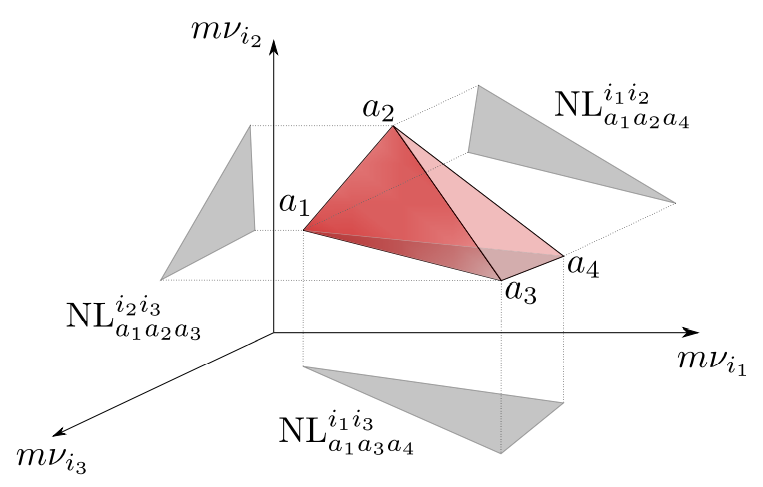 mν_{i_2}
a_2
NL^{i_1 i_2}_{a_1 a_2 a_4}
a_1
a_4
a_3
NL^{i_2 i_3}_{a_1 a_2 a_3}
mν_{i_1}
NL^{i_1 i_3}_{a_1 a_3 a_4}
mν_{i_3}